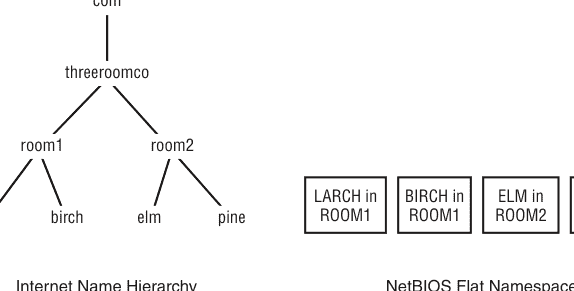 com
threeroomco
room1
room2
birch
elm
pine
LARCH in
ROOM1
BIRCH in
ROOM1
ELM in
ROOM2
Internet Name Hierarchy
NetBIOS Flat Namespace